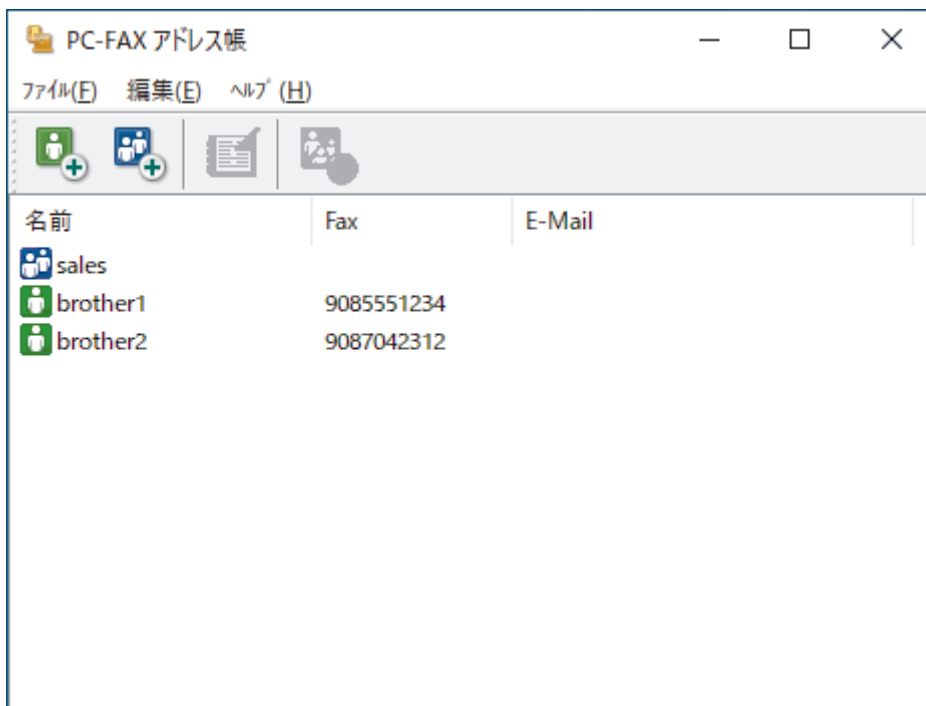 PC-FAX アドレス帳
ﾌｧｲﾙ(F) 編集(E) ﾍﾙﾌﾟ(H)
名前 Fax E-Mail
sales
brother1 9085551234
brother2 9087042312